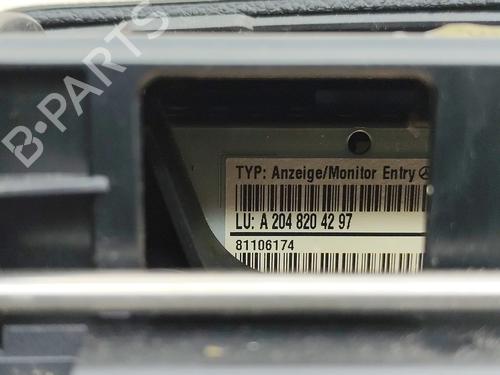 B-PARTS
TYP: Anzeige/Monitor Entry
LU: A 204 820 42 97
81106174